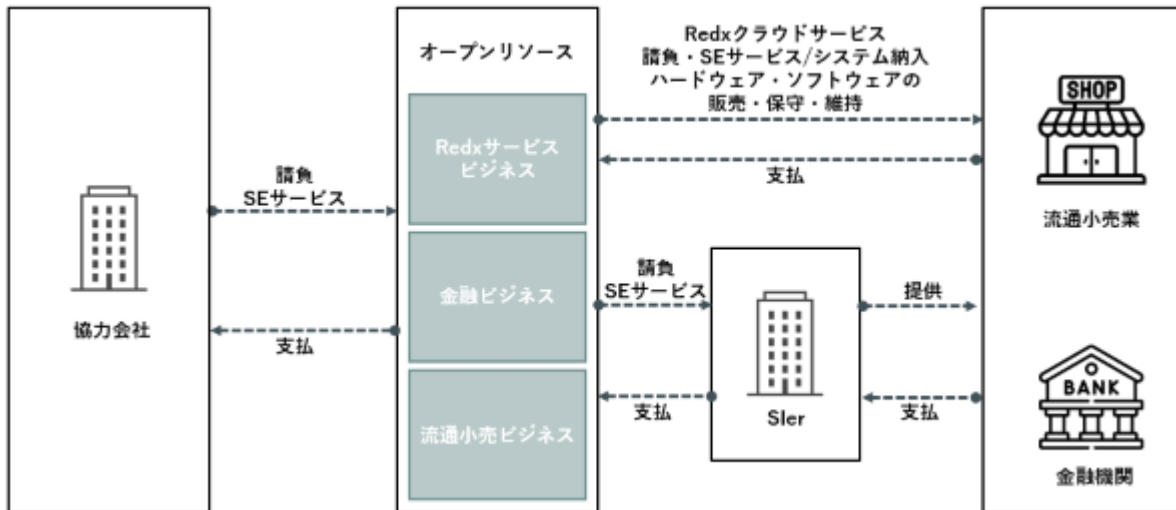 オープンリソース
Redxクラウドサービス
請負・SEサービス/システム納入
ハードウェア・ソフトウェアの
販売・保守・維持
SHOP
Redxサービス
ビジネス
支払
請負
SEサービス
流通小売業
金融ビジネス
請負
SEサービス
提供
協力会社
支払
BANK
支払
SIer
支払
流通小売ビジネス
金融機関